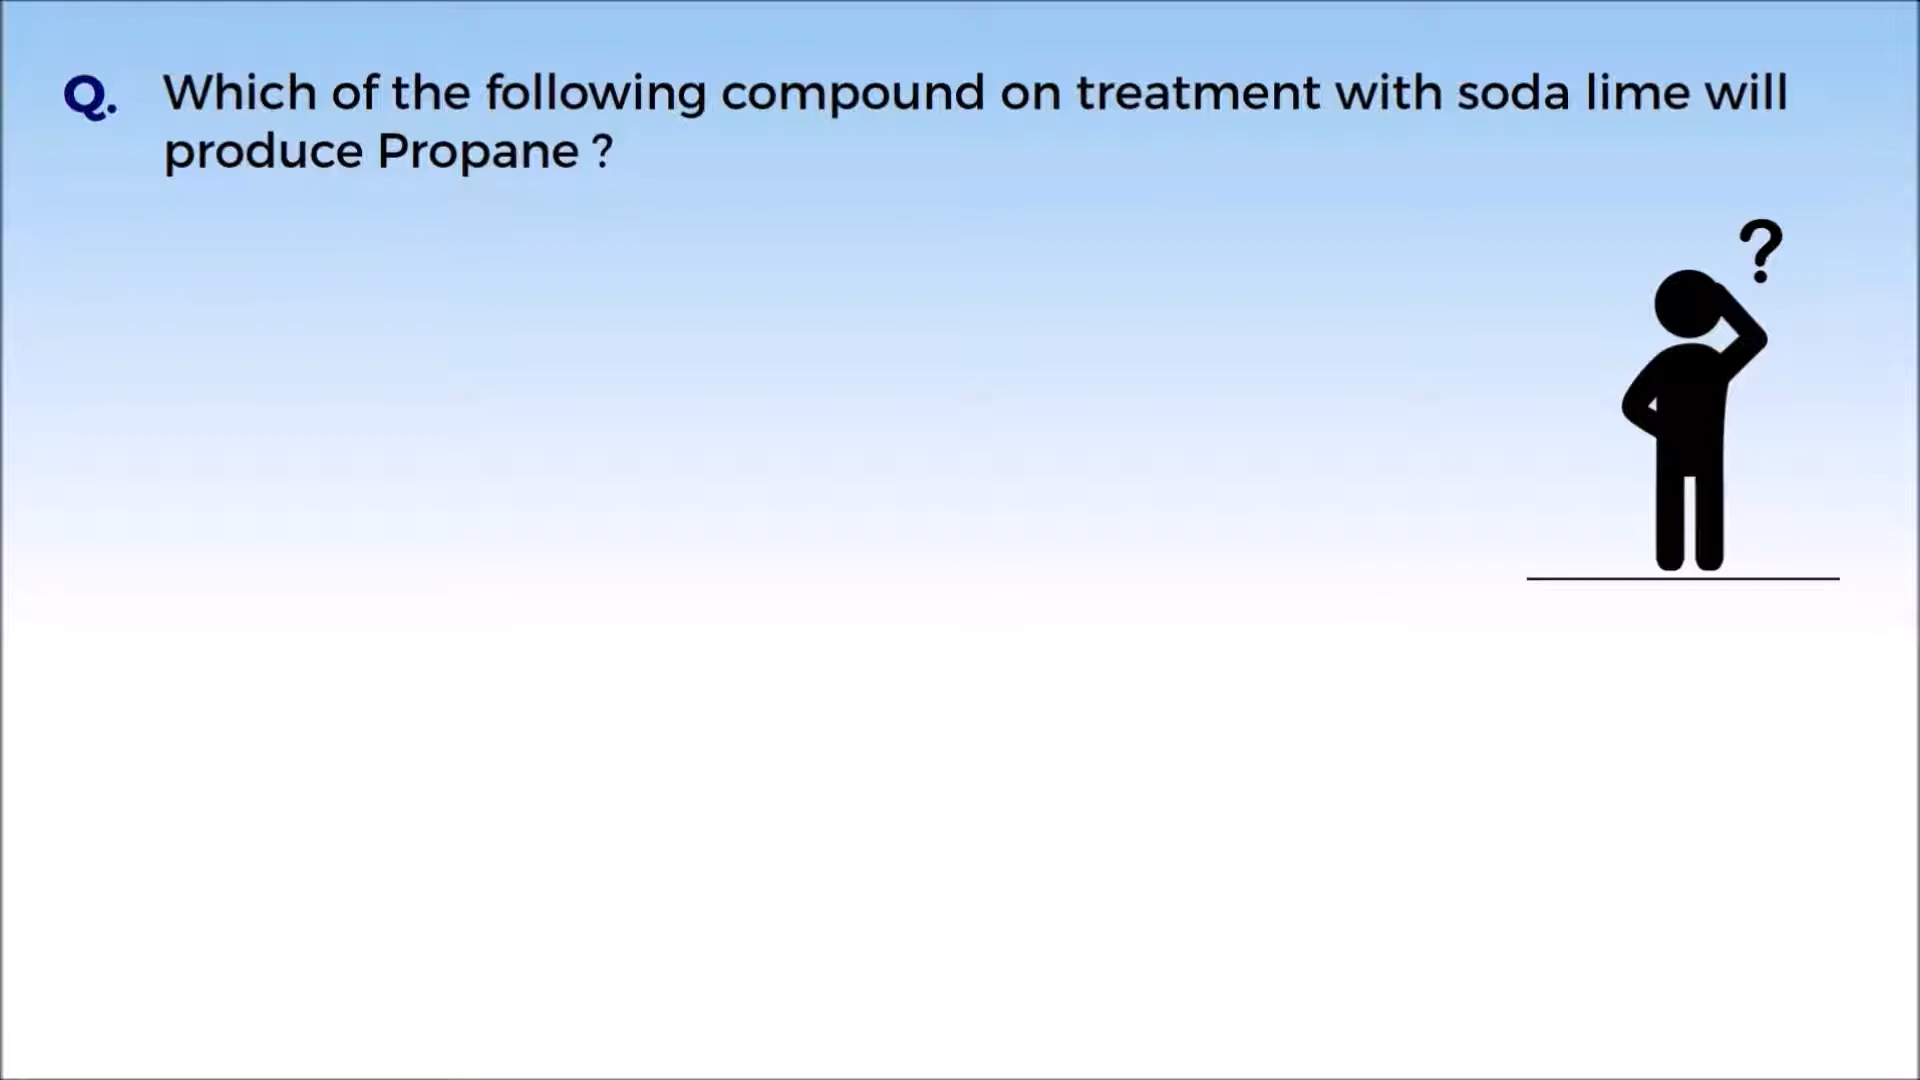 Q. Which of the following compound on treatment with soda lime will
produce Propane ?
?